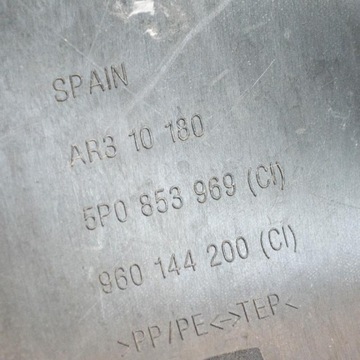 SPAIN
AR3 10 180
5P0 853 969 (CI)
960 144 200 (CI)
>PP/PE<->TEP<